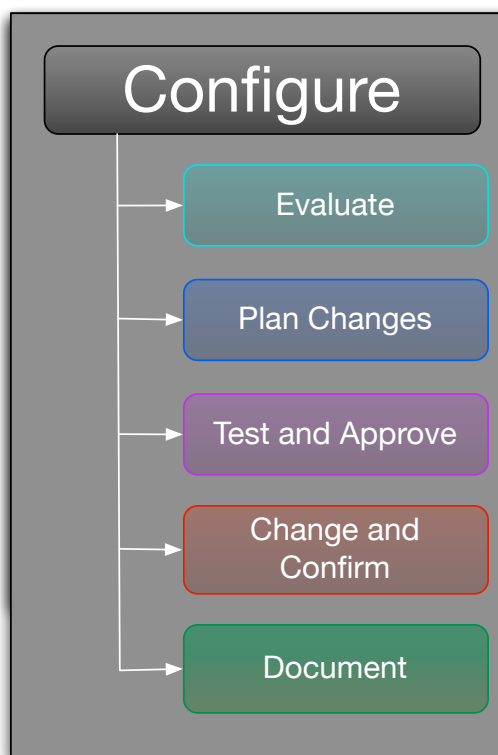 Configure
Evaluate
Plan Changes
Test and Approve
Change and
Confirm
Document